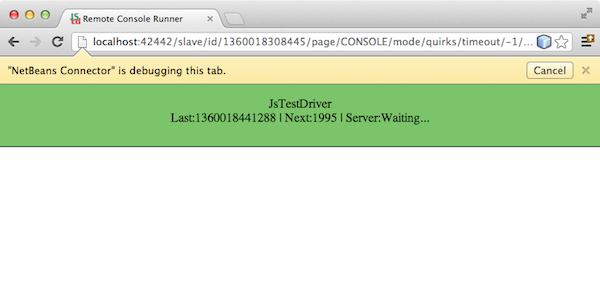 Remote Console Runner
localhost:42442/slave/id/1360018308445/page/CONSOLE/mode/quirks/timeout/-1/...
"NetBeans Connector" is debugging this tab.
Cancel
JsTestDriver
Last:1360018441288 | Next:1995 | Server:Waiting...